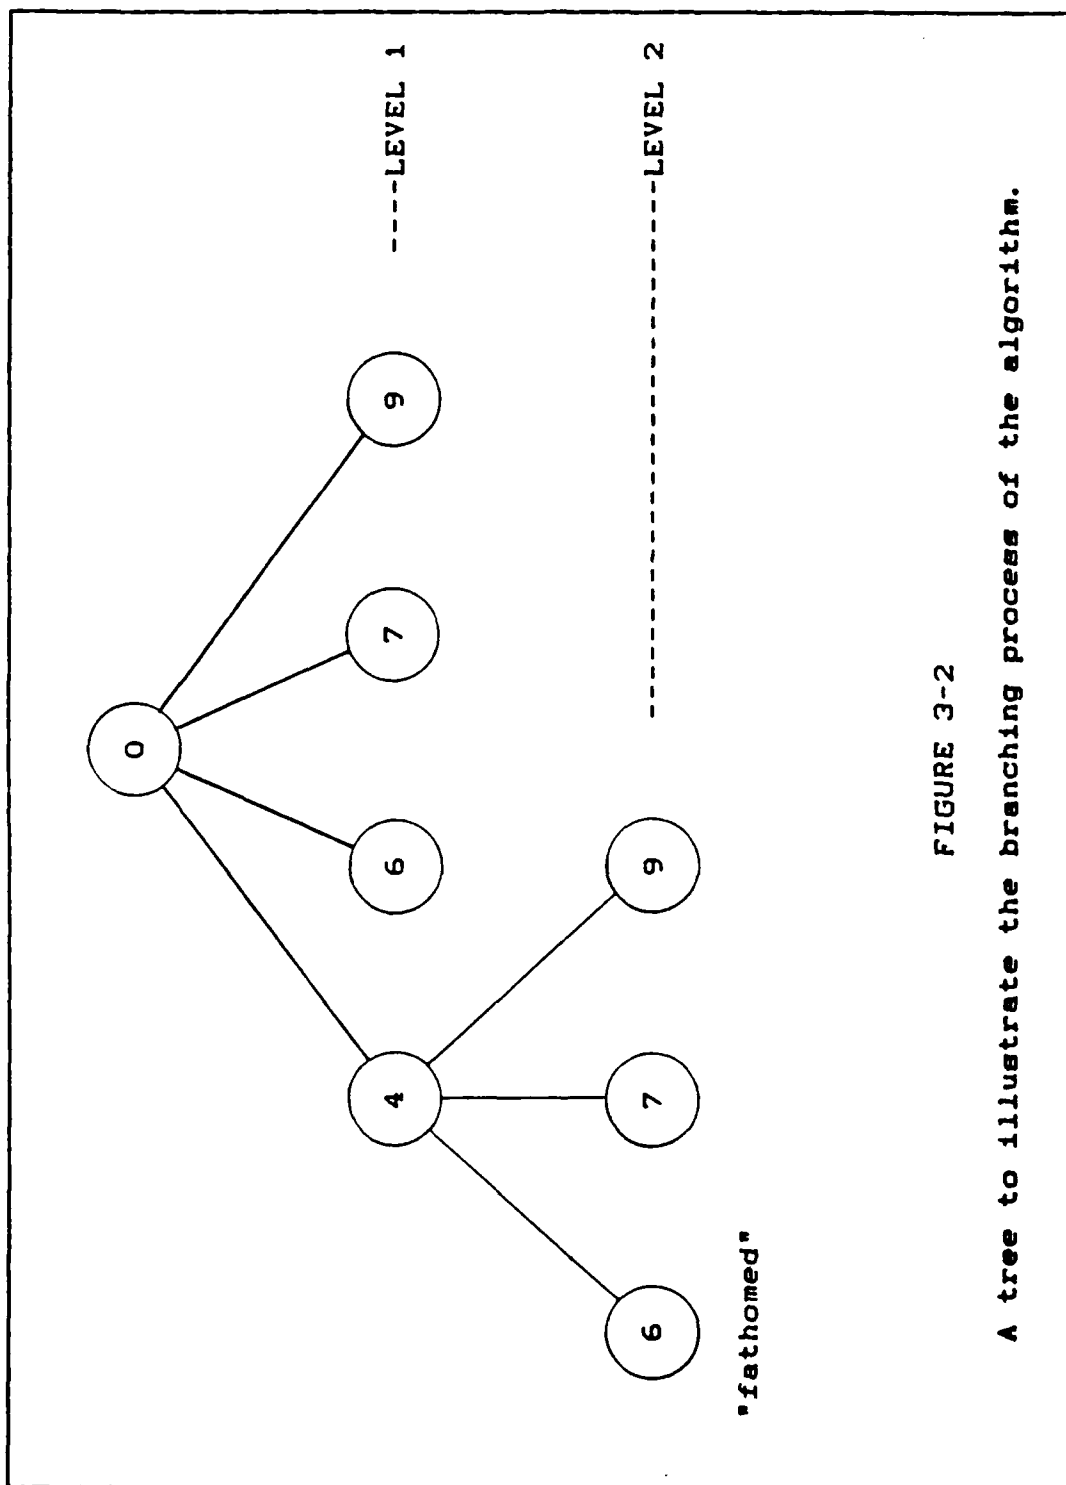 0
4 6 7 9 ----LEVEL 1
6 7 9 -------------------------------LEVEL 2
"fathomed"
FIGURE 3-2
A tree to illustrate the branching process of the algorithm.